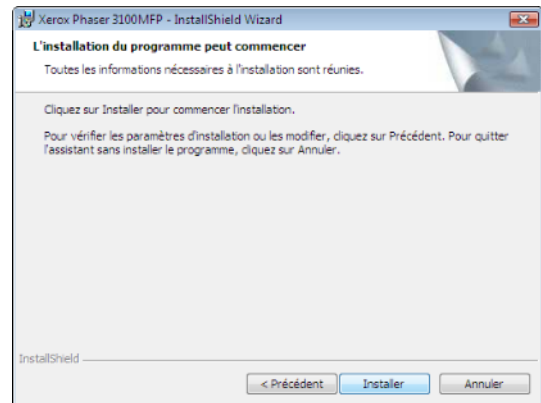 Xerox Phaser 3100MFP - InstallShield Wizard
L'installation du programme peut commencer
Toutes les informations nécessaires à l'installation sont réunies.
Cliquez sur Installer pour commencer l'installation.
Pour vérifier les paramètres d'installation ou les modifier, cliquez sur Précédent. Pour quitter
l'assistant sans installer le programme, cliquez sur Annuler.
InstallShield
< Précédent
Installer
Annuler